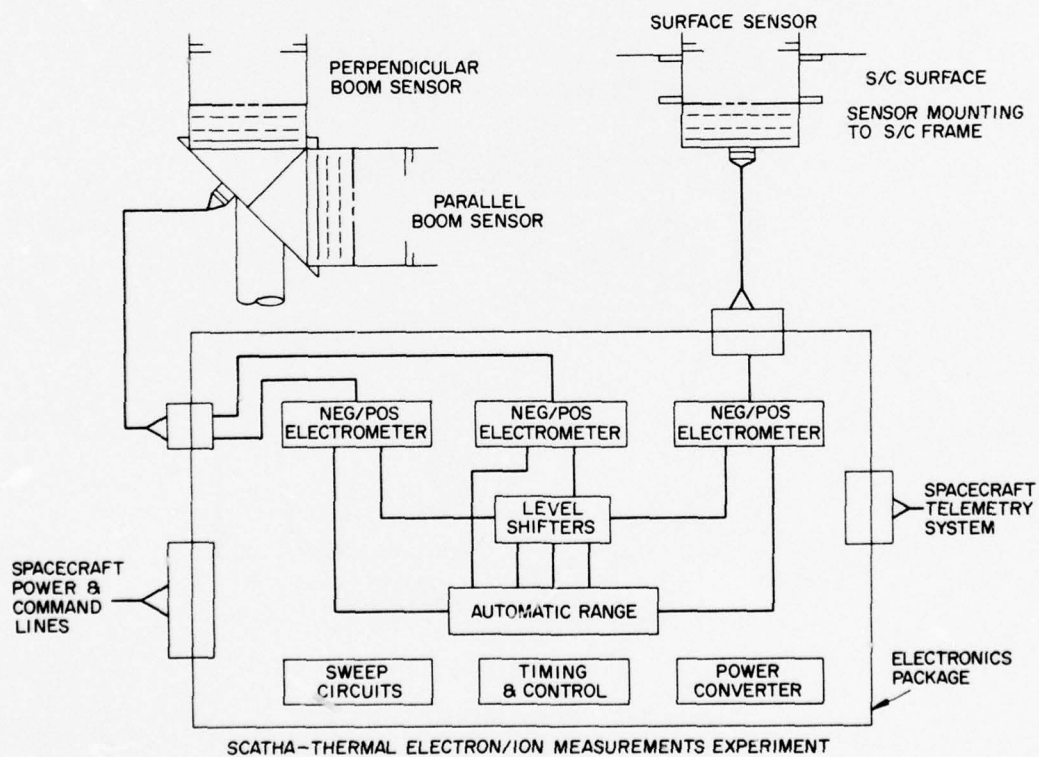 SURFACE SENSOR
PERPENDICULAR
BOOM SENSOR
S/C SURFACE
SENSOR MOUNTING
TO S/C FRAME
PARALLEL
BOOM SENSOR
NEG/POS
ELECTROMETER
NEG/POS
ELECTROMETER
NEG/POS
ELECTROMETER
LEVEL
SHIFTERS
SPACECRAFT
TELEMETRY
SYSTEM
SPACECRAFT
POWER &
COMMAND
LINES
AUTOMATIC RANGE
SWEEP
CIRCUITS
TIMING
& CONTROL
POWER
CONVERTER
ELECTRONICS
PACKAGE
SCATHA-THERMAL ELECTRON/ION MEASUREMENTS EXPERIMENT